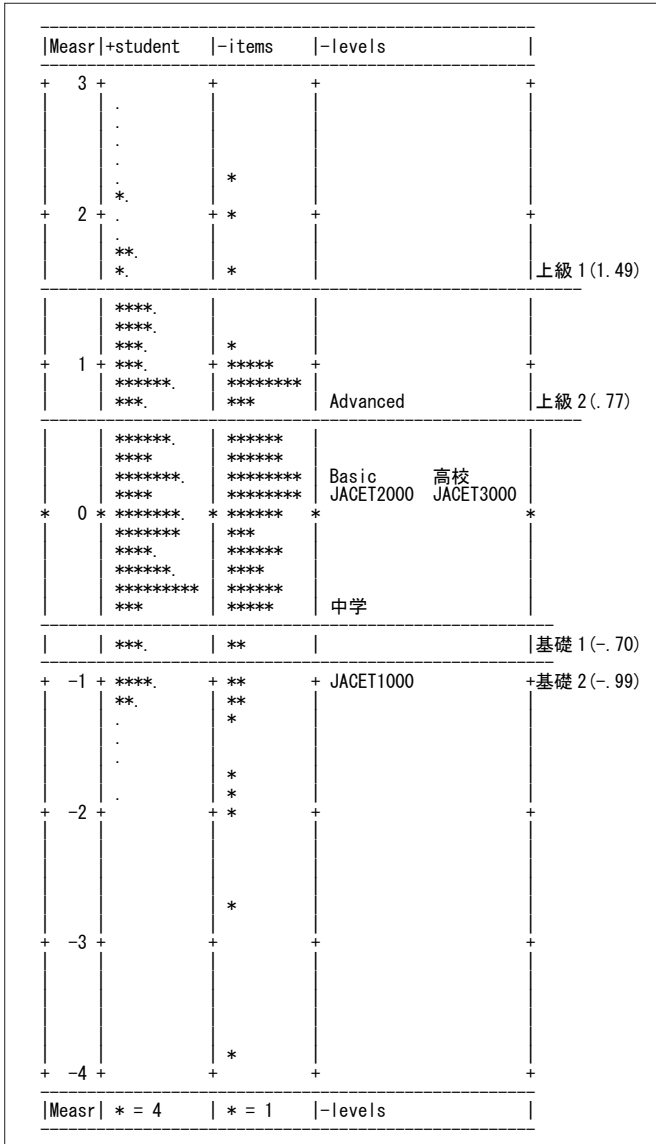 |Measr|+student |-items |-levels |
+ 3 + + + +
| | . | | |
| | . | | |
| | . | | |
| | . | | |
| | . | * | |
| | *. | | |
+ 2 + . + * + +
| | . | | |
| | **. | | |
| | *. | * | |上級 1(1.49)
| | ****. | | |
| | ****. | | |
| | ***. | * | |
+ 1 + ***. + ***** + +
| | ******. | ******** | |
| | ***. | *** | Advanced |上級 2(.77)
| | ******. | ****** | |
| | **** | ****** | |
| | *******. | ******** | Basic 高校 |
| | **** | ******** | JACET2000 JACET3000 |
* 0 * *******. * ****** * *
| | ******* | *** | |
| | ****. | ****** | |
| | ******. | **** | |
| | ********* | ****** | |
| | *** | ***** | 中学 |
| | ***. | ** | |基礎 1(-.70)
+ -1 + ****. + ** + JACET1000 +基礎 2(-.99)
| | **. | ** | |
| | . | * | |
| | . | | |
| | . | | |
| | | * | |
| | . | * | |
+ -2 + + * + +
| | | * | |
+ -3 + + + +
| | | * | |
+ -4 + + + +
|Measr| * = 4 | * = 1 |-levels |